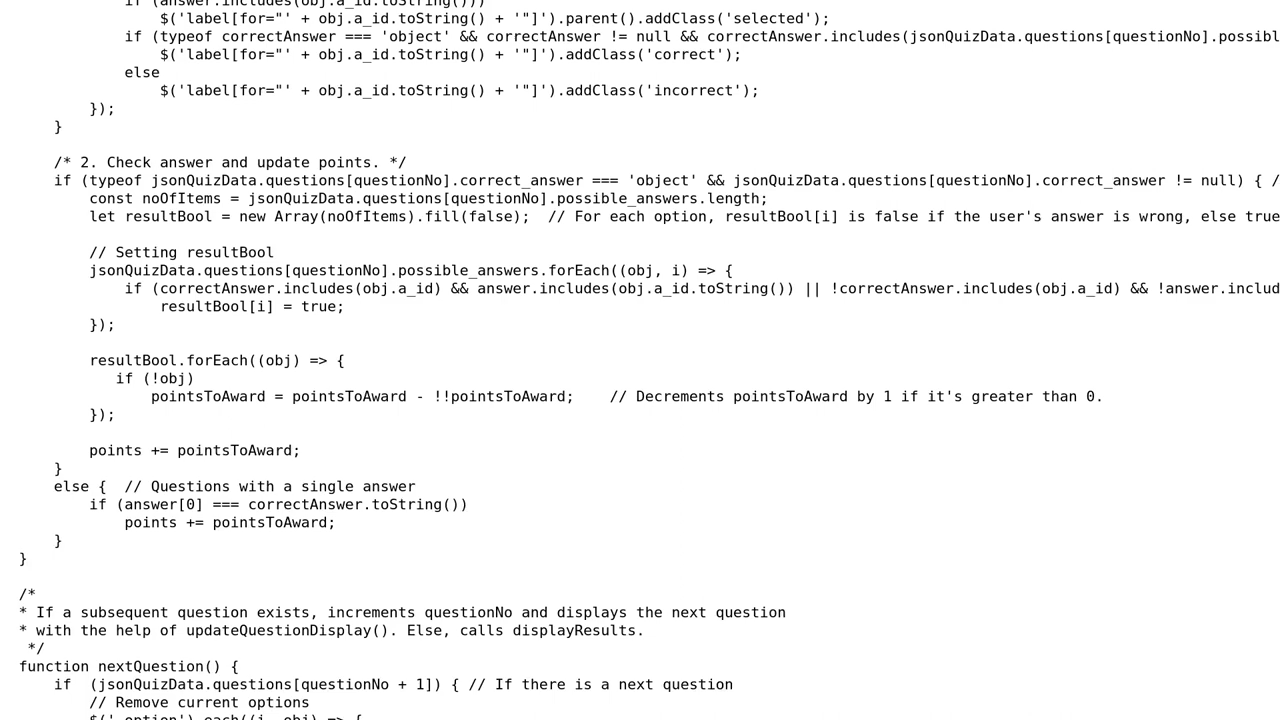 if (answer.includes(obj.a_id.toString()))
$('label[for="' + obj.a_id.toString() + '"]').parent().addClass('selected');
if (typeof correctAnswer === 'object' && correctAnswer != null && correctAnswer.includes(jsonQuizData.questions[questionNo].possibl
$('label[for="' + obj.a_id.toString() + '"]').addClass('correct');
else
$('label[for="' + obj.a_id.toString() + '"]').addClass('incorrect');
});
}
/* 2. Check answer and update points. */
if (typeof jsonQuizData.questions[questionNo].correct_answer === 'object' && jsonQuizData.questions[questionNo].correct_answer != null) { /
const noOfItems = jsonQuizData.questions[questionNo].possible_answers.length;
let resultBool = new Array(noOfItems).fill(false);  // For each option, resultBool[i] is false if the user's answer is wrong, else true
// Setting resultBool
jsonQuizData.questions[questionNo].possible_answers.forEach((obj, i) => {
if (correctAnswer.includes(obj.a_id) && answer.includes(obj.a_id.toString()) || !correctAnswer.includes(obj.a_id) && !answer.includ
resultBool[i] = true;
});
resultBool.forEach((obj) => {
if (!obj)
pointsToAward = pointsToAward - !!pointsToAward;    // Decrements pointsToAward by 1 if it's greater than 0.
});
points += pointsToAward;
}
else {  // Questions with a single answer
if (answer[0] === correctAnswer.toString())
points += pointsToAward;
}
}
/*
* If a subsequent question exists, increments questionNo and displays the next question
* with the help of updateQuestionDisplay(). Else, calls displayResults.
*/
function nextQuestion() {
if  (jsonQuizData.questions[questionNo + 1]) { // If there is a next question
// Remove current options
$('.option').each((i, obj) => {